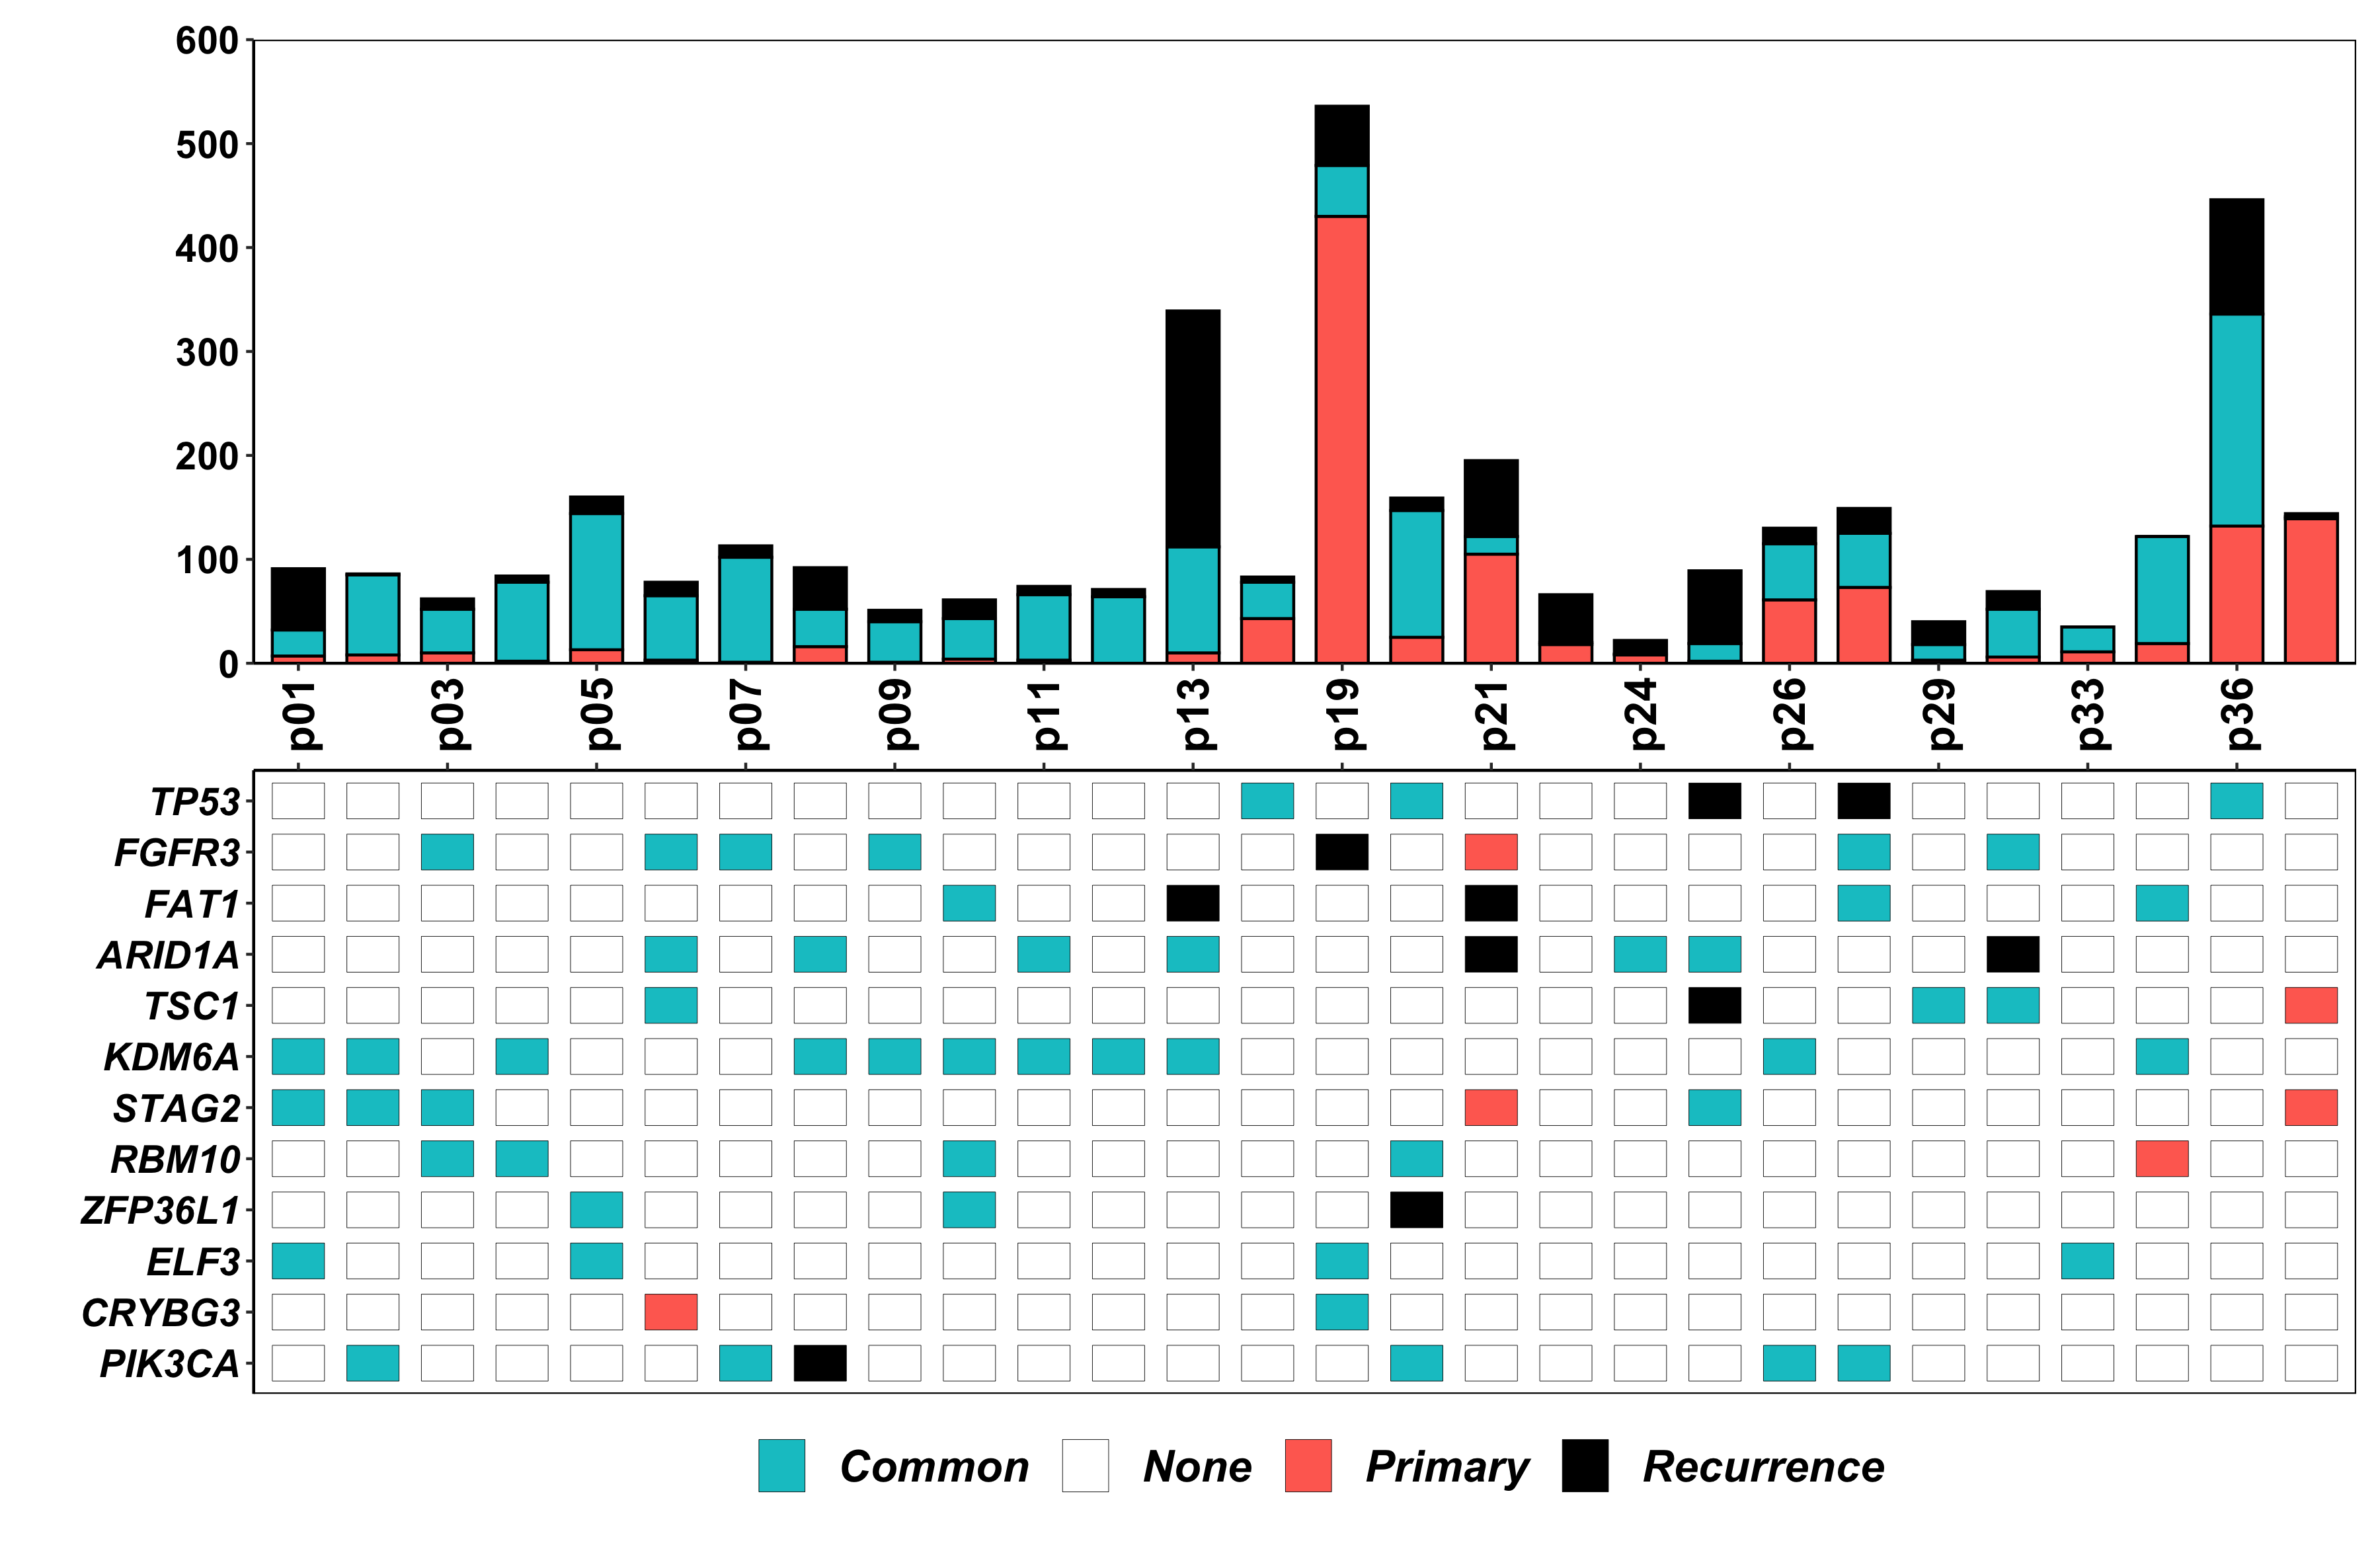 600
500
400
300
200
100
0
p01 p03 p05 p07 p09 p11 p13 p19 p21 p24 p26 p29 p33 p36
TP53
FGFR3
FAT1
ARID1A
TSC1
KDM6A
STAG2
RBM10
ZFP36L1
ELF3
CRYBG3
PIK3CA
Common None Primary Recurrence